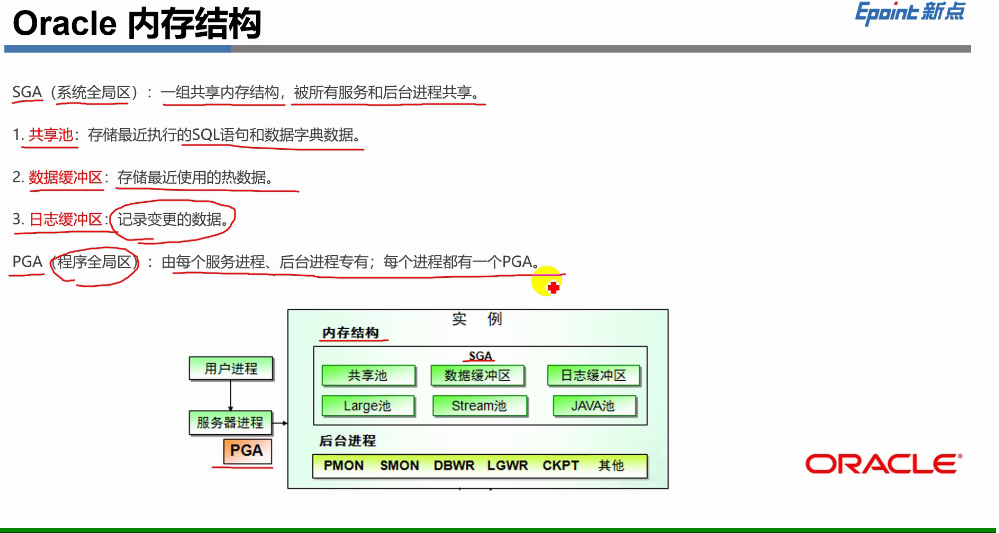 Oracle 内存结构
Epoint 新点
SGA（系统全局区）：一组共享内存结构，被所有服务和后台进程共享。
1. 共享池：存储最近执行的SQL语句和数据字典数据。
2. 数据缓冲区：存储最近使用的热数据。
3. 日志缓冲区：记录变更的数据。
PGA（程序全局区）：由每个服务进程、后台进程专有；每个进程都有一个PGA。
实 例
内存结构
SGA
用户进程
共享池 数据缓冲区 日志缓冲区
Large池 Stream池 JAVA池
服务器进程
后台进程
PGA
PMON SMON DBWR LGWR CKPT 其他
ORACLE®